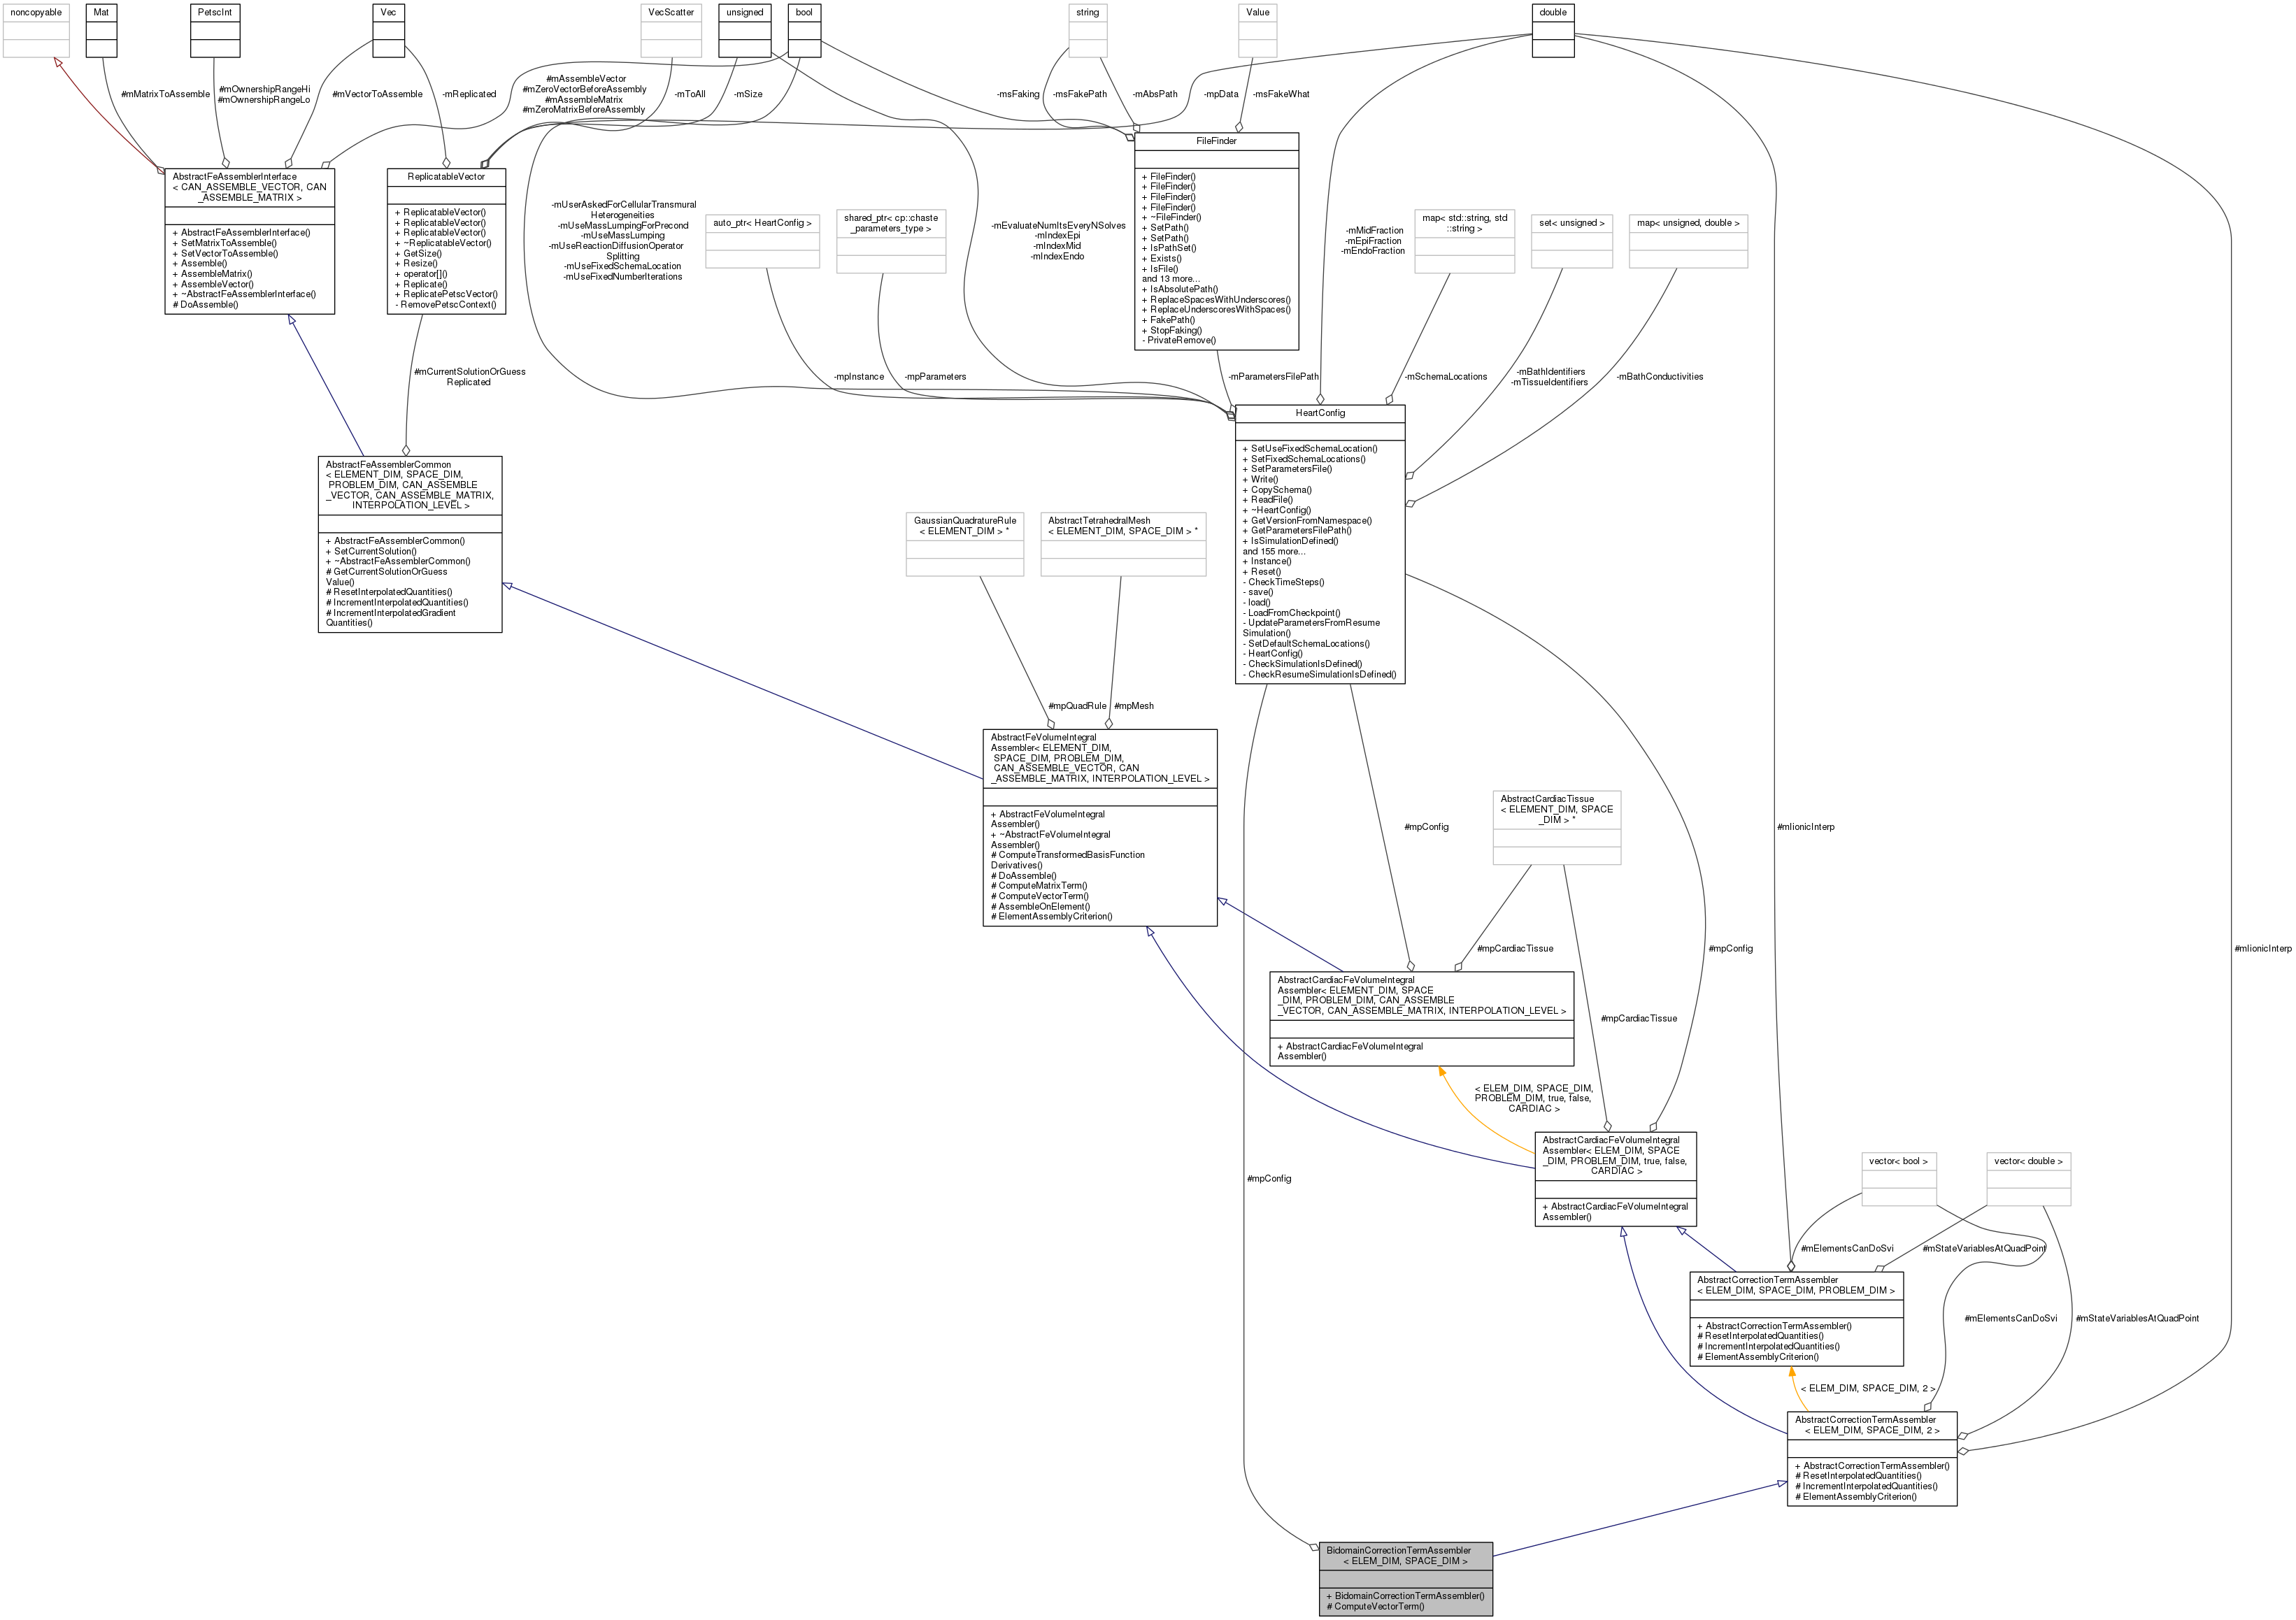 noncopyable
Mat
PetscInt
Vec
VecScatter
unsigned
bool
string
Value
double
#mMatrixToAssemble
#mOwnershipRangeHi
#mOwnershipRangeLo
#mVectorToAssemble
-mReplicated
#mAssembleVector
#mZeroVectorBeforeAssembly
#mAssembleMatrix
#mZeroMatrixBeforeAssembly
-mToAll
-mSize
-msFaking
-msFakePath
-mAbsPath
-mpData
-msFakeWhat
AbstractFeAssemblerInterface
< CAN_ASSEMBLE_VECTOR, CAN
_ASSEMBLE_MATRIX >
+ AbstractFeAssemblerInterface()
+ SetMatrixToAssemble()
+ SetVectorToAssemble()
+ Assemble()
+ AssembleMatrix()
+ AssembleVector()
+ ~AbstractFeAssemblerInterface()
# DoAssemble()
ReplicatableVector
+ ReplicatableVector()
+ ReplicatableVector()
+ ReplicatableVector()
+ ~ReplicatableVector()
+ GetSize()
+ Resize()
+ operator[]()
+ Replicate()
+ ReplicatePetscVector()
- RemovePetscContext()
FileFinder
+ FileFinder()
+ FileFinder()
+ FileFinder()
+ FileFinder()
+ ~FileFinder()
+ SetPath()
+ SetPath()
+ IsPathSet()
+ Exists()
+ IsFile()
and 13 more...
+ IsAbsolutePath()
+ ReplaceSpacesWithUnderscores()
+ ReplaceUnderscoresWithSpaces()
+ FakePath()
+ StopFaking()
- PrivateRemove()
-mUserAskedForCellularTransmural
Heterogeneities
-mUseMassLumpingForPrecond
-mUseMassLumping
-mUseReactionDiffusionOperator
Splitting
-mUseFixedSchemaLocation
-mUseFixedNumberIterations
auto_ptr< HeartConfig >
shared_ptr< cp::chaste
_parameters_type >
-mEvaluateNumItsEveryNSolves
-mIndexEpi
-mIndexMid
-mIndexEndo
-mMidFraction
-mEpiFraction
-mEndoFraction
map< std::string, std
::string >
set< unsigned >
map< unsigned, double >
#mCurrentSolutionOrGuess
Replicated
-mpInstance
-mpParameters
-mParametersFilePath
-mSchemaLocations
-mBathIdentifiers
-mTissueIdentifiers
-mBathConductivities
HeartConfig
+ SetUseFixedSchemaLocation()
+ SetFixedSchemaLocations()
+ SetParametersFile()
+ Write()
+ CopySchema()
+ ReadFile()
+ ~HeartConfig()
+ GetVersionFromNamespace()
+ GetParametersFilePath()
+ IsSimulationDefined()
and 155 more...
+ Instance()
+ Reset()
- CheckTimeSteps()
- save()
- load()
- LoadFromCheckpoint()
- UpdateParametersFromResume
Simulation()
- SetDefaultSchemaLocations()
- HeartConfig()
- CheckSimulationIsDefined()
- CheckResumeSimulationIsDefined()
AbstractFeAssemblerCommon
< ELEMENT_DIM, SPACE_DIM,
PROBLEM_DIM, CAN_ASSEMBLE
_VECTOR, CAN_ASSEMBLE_MATRIX,
INTERPOLATION_LEVEL >
+ AbstractFeAssemblerCommon()
+ SetCurrentSolution()
+ ~AbstractFeAssemblerCommon()
# GetCurrentSolutionOrGuess
Value()
# ResetInterpolatedQuantities()
# IncrementInterpolatedQuantities()
# IncrementInterpolatedGradient
Quantities()
GaussianQuadratureRule
< ELEMENT_DIM > *
AbstractTetrahedralMesh
< ELEMENT_DIM, SPACE_DIM > *
#mpQuadRule
#mpMesh
AbstractFeVolumeIntegral
Assembler< ELEMENT_DIM,
SPACE_DIM, PROBLEM_DIM,
CAN_ASSEMBLE_VECTOR, CAN
_ASSEMBLE_MATRIX, INTERPOLATION_LEVEL >
+ AbstractFeVolumeIntegral
Assembler()
+ ~AbstractFeVolumeIntegral
Assembler()
# ComputeTransformedBasisFunction
Derivatives()
# DoAssemble()
# ComputeMatrixTerm()
# ComputeVectorTerm()
# AssembleOnElement()
# ElementAssemblyCriterion()
#mpConfig
AbstractCardiacTissue
< ELEMENT_DIM, SPACE
_DIM > *
#mIionicInterp
#mpCardiacTissue
#mpConfig
#mIionicInterp
AbstractCardiacFeVolumeIntegral
Assembler< ELEMENT_DIM, SPACE
_DIM, PROBLEM_DIM, CAN_ASSEMBLE
_VECTOR, CAN_ASSEMBLE_MATRIX, INTERPOLATION_LEVEL >
+ AbstractCardiacFeVolumeIntegral
Assembler()
#mpCardiacTissue
< ELEM_DIM, SPACE_DIM,
PROBLEM_DIM, true, false,
CARDIAC >
AbstractCardiacFeVolumeIntegral
Assembler< ELEM_DIM, SPACE
_DIM, PROBLEM_DIM, true, false,
CARDIAC >
+ AbstractCardiacFeVolumeIntegral
Assembler()
vector< bool >
vector< double >
#mpConfig
#mElementsCanDoSvi
#mStateVariablesAtQuadPoint
AbstractCorrectionTermAssembler
< ELEM_DIM, SPACE_DIM, PROBLEM_DIM >
+ AbstractCorrectionTermAssembler()
# ResetInterpolatedQuantities()
# IncrementInterpolatedQuantities()
# ElementAssemblyCriterion()
#mElementsCanDoSvi
#mStateVariablesAtQuadPoint
< ELEM_DIM, SPACE_DIM, 2 >
AbstractCorrectionTermAssembler
< ELEM_DIM, SPACE_DIM, 2 >
+ AbstractCorrectionTermAssembler()
# ResetInterpolatedQuantities()
# IncrementInterpolatedQuantities()
# ElementAssemblyCriterion()
BidomainCorrectionTermAssembler
< ELEM_DIM, SPACE_DIM >
+ BidomainCorrectionTermAssembler()
# ComputeVectorTerm()